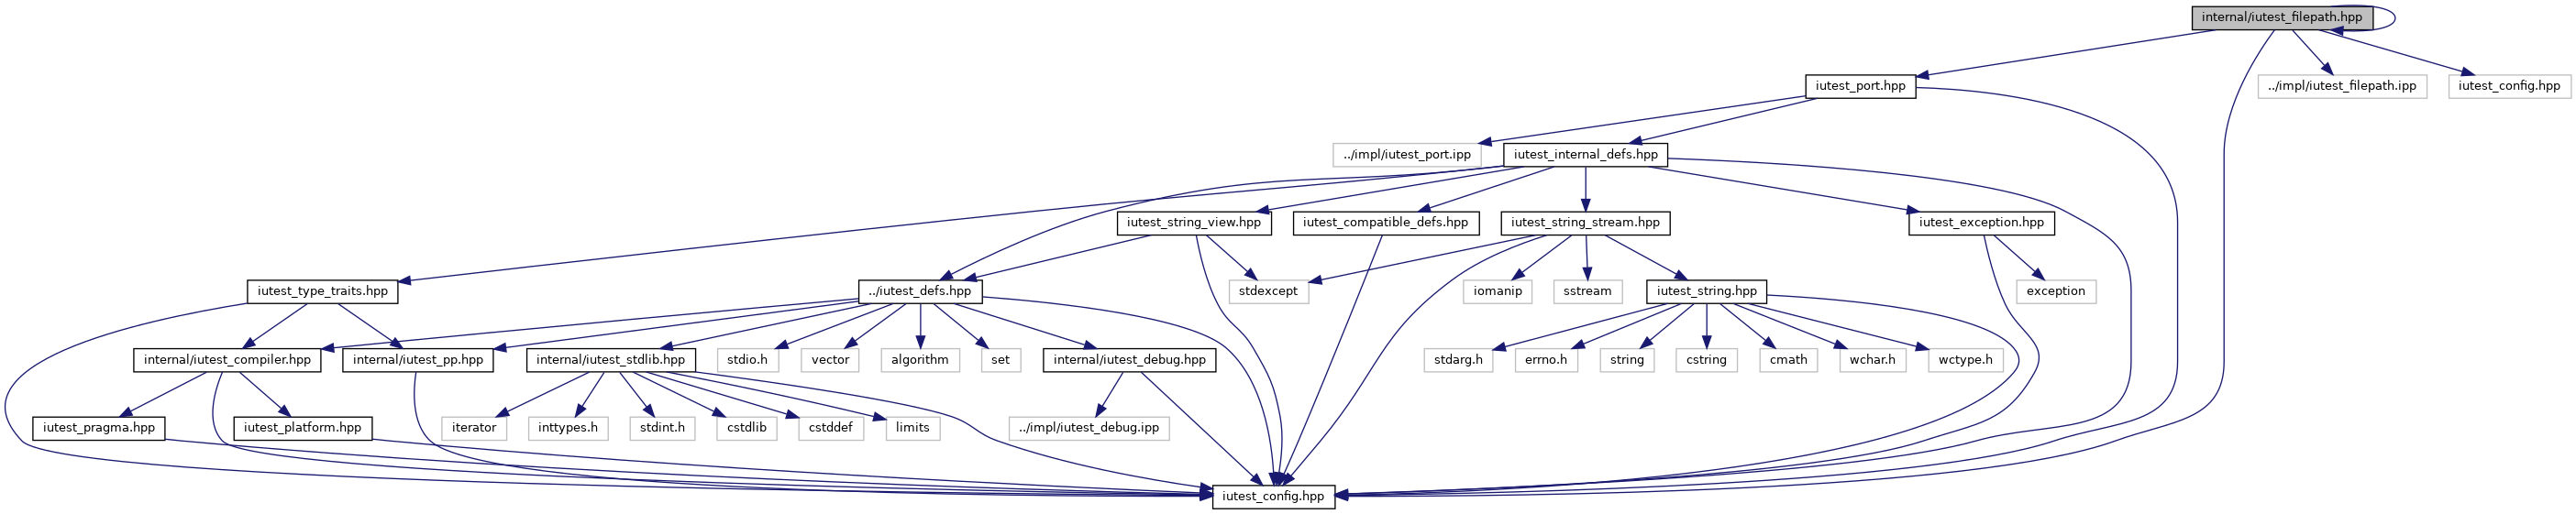 internal/iutest_filepath.hpp
iutest_port.hpp
../impl/iutest_filepath.ipp
iutest_config.hpp
../impl/iutest_port.ipp
iutest_internal_defs.hpp
iutest_string_view.hpp
iutest_compatible_defs.hpp
iutest_string_stream.hpp
iutest_exception.hpp
iutest_type_traits.hpp
../iutest_defs.hpp
stdexcept
iomanip
sstream
iutest_string.hpp
exception
internal/iutest_compiler.hpp
internal/iutest_pp.hpp
internal/iutest_stdlib.hpp
stdio.h
vector
algorithm
set
internal/iutest_debug.hpp
stdarg.h
errno.h
string
cstring
cmath
wchar.h
wctype.h
iutest_pragma.hpp
iutest_platform.hpp
iterator
inttypes.h
stdint.h
cstdlib
cstddef
limits
../impl/iutest_debug.ipp
iutest_config.hpp